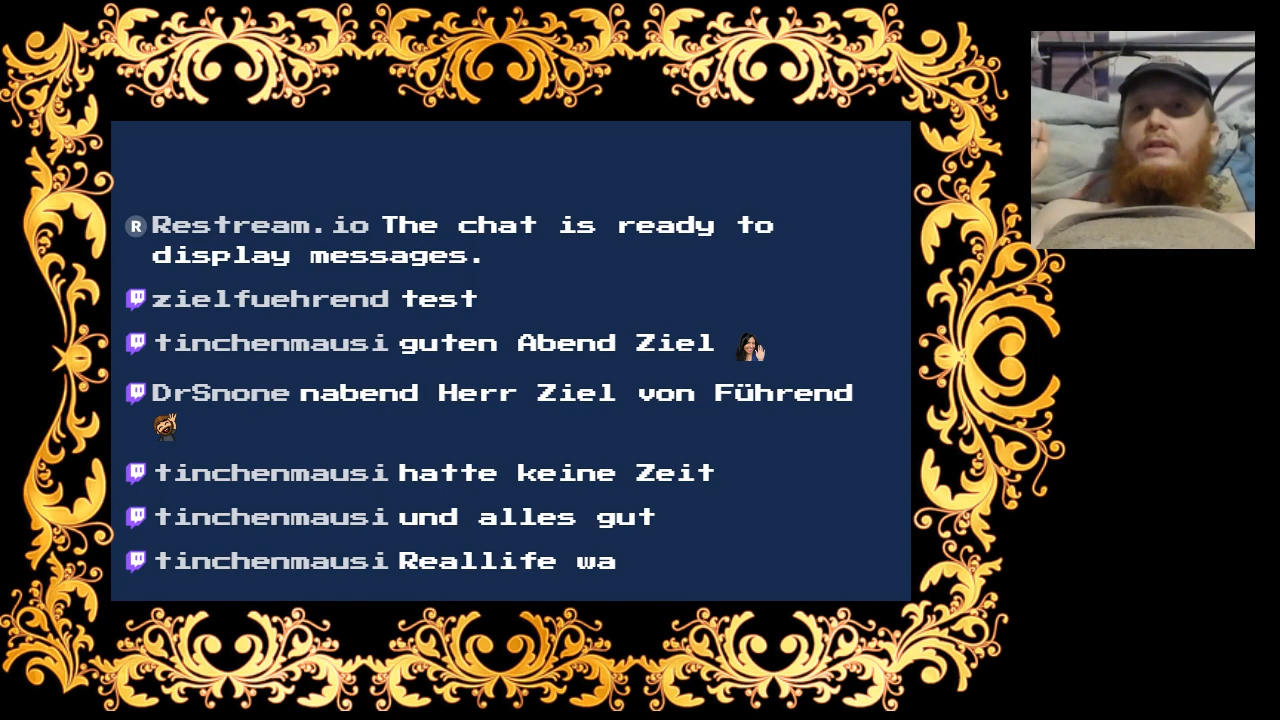 R Restream.io The chat is ready to
display messages.
zielfuehrend test
tinchenmausi guten Abend Ziel
DrSnone nabend Herr Ziel von Führend
tinchenmausi hatte keine Zeit
tinchenmausi und alles gut
tinchenmausi Reallife wa